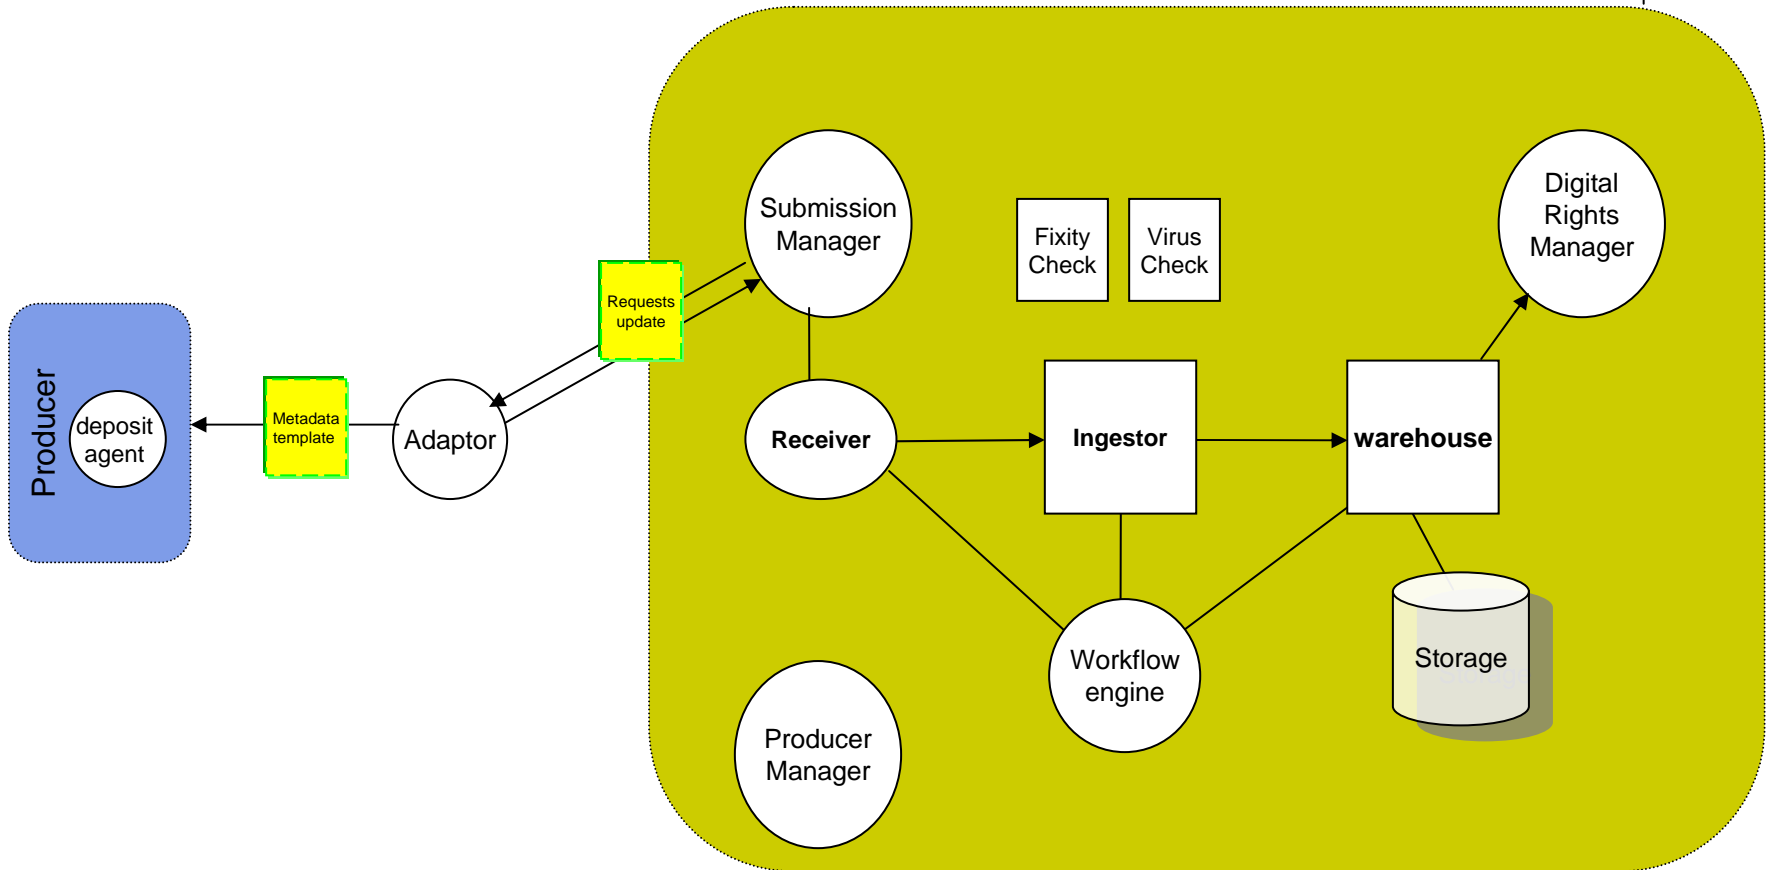 Producer
deposit
agent
Metadata
template
Adaptor
Requests
update
Submission
Manager
Fixity
Check
Virus
Check
Digital
Rights
Manager
Receiver
Ingestor
warehouse
Workflow
engine
Storage
Storage
Producer
Manager